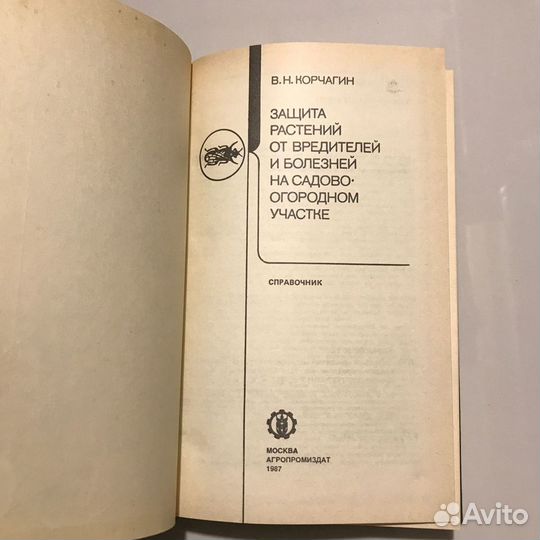 В. Н. КОРЧАГИН
ЗАЩИТА
РАСТЕНИЙ
ОТ ВРЕДИТЕЛЕЙ
И БОЛЕЗНЕЙ
НА САДОВО-
ОГОРОДНОМ
УЧАСТКЕ
СПРАВОЧНИК
МОСКВА
АГРОПРОМИЗДАТ
1987
Avito